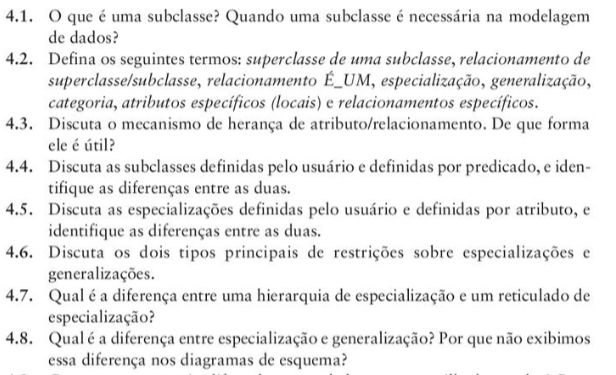 4.1. O que é uma subclasse? Quando uma subclasse é necessária na modelagem
de dados?
4.2. Defina os seguintes termos: superclasse de uma subclasse, relacionamento de
superclasse/subclasse, relacionamento É_UM, especialização, generalização,
categoria, atributos específicos (locais) e relacionamentos específicos.
4.3. Discuta o mecanismo de herança de atributo/relacionamento. De que forma
ele é útil?
4.4. Discuta as subclasses definidas pelo usuário e definidas por predicado, e iden-
tifique as diferenças entre as duas.
4.5. Discuta as especializações definidas pelo usuário e definidas por atributo, e
identifique as diferenças entre as duas.
4.6. Discuta os dois tipos principais de restrições sobre especializações e
generalizações.
4.7. Qual é a diferença entre uma hierarquia de especialização e um reticulado de
especialização?
4.8. Qual é a diferença entre especialização e generalização? Por que não exibimos
essa diferença nos diagramas de esquema?